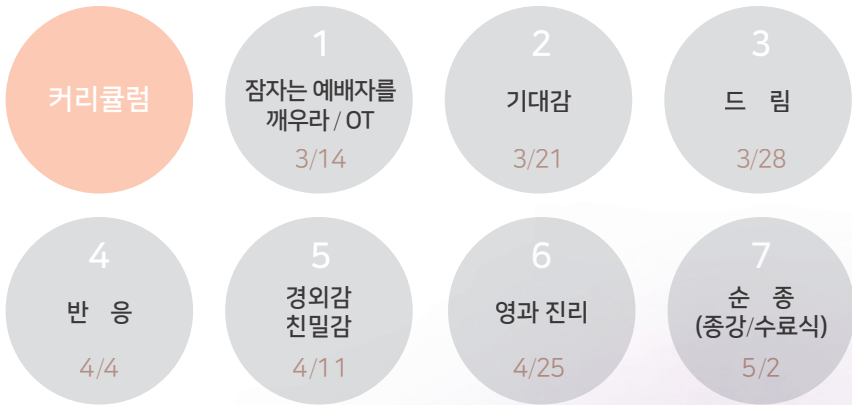 커리큘럼
1
잠자는 예배자를
깨우라 / OT
3/14
2
기대감
3/21
3
드 림
3/28
4
반 응
4/4
5
경외감
친밀감
4/11
6
영과 진리
4/25
7
순 종
(종강/수료식)
5/2